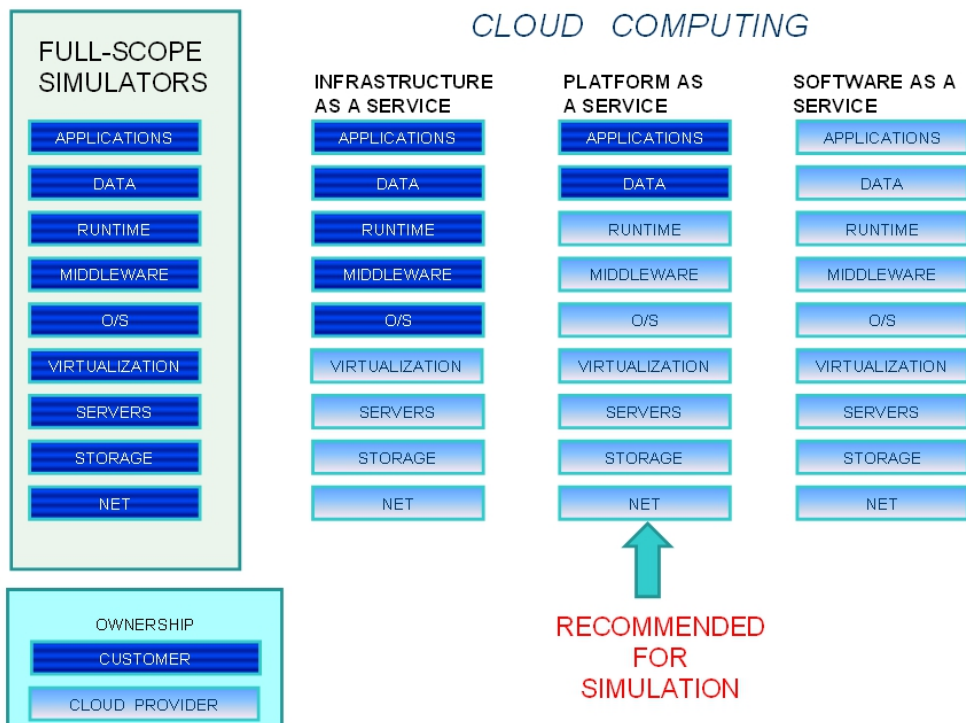 CLOUD COMPUTING
FULL-SCOPE
SIMULATORS
APPLICATIONS
DATA
RUNTIME
MIDDLEWARE
O/S
VIRTUALIZATION
SERVERS
STORAGE
NET
INFRASTRUCTURE
AS A SERVICE
APPLICATIONS
DATA
RUNTIME
MIDDLEWARE
O/S
VIRTUALIZATION
SERVERS
STORAGE
NET
PLATFORM AS
A SERVICE
APPLICATIONS
DATA
RUNTIME
MIDDLEWARE
O/S
VIRTUALIZATION
SERVERS
STORAGE
NET
SOFTWARE AS A
SERVICE
APPLICATIONS
DATA
RUNTIME
MIDDLEWARE
O/S
VIRTUALIZATION
SERVERS
STORAGE
NET
OWNERSHIP
CUSTOMER
CLOUD PROVIDER
RECOMMENDED
FOR
SIMULATION